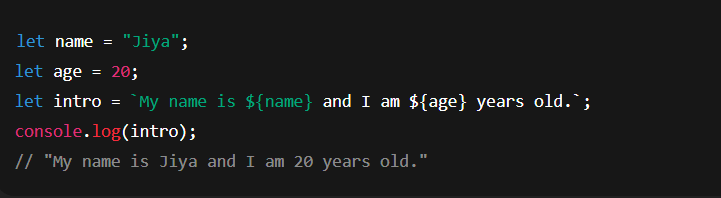 let name = "Jiya";
let age = 20;
let intro = `My name is ${name} and I am ${age} years old.`;
console.log(intro);
// "My name is Jiya and I am 20 years old."